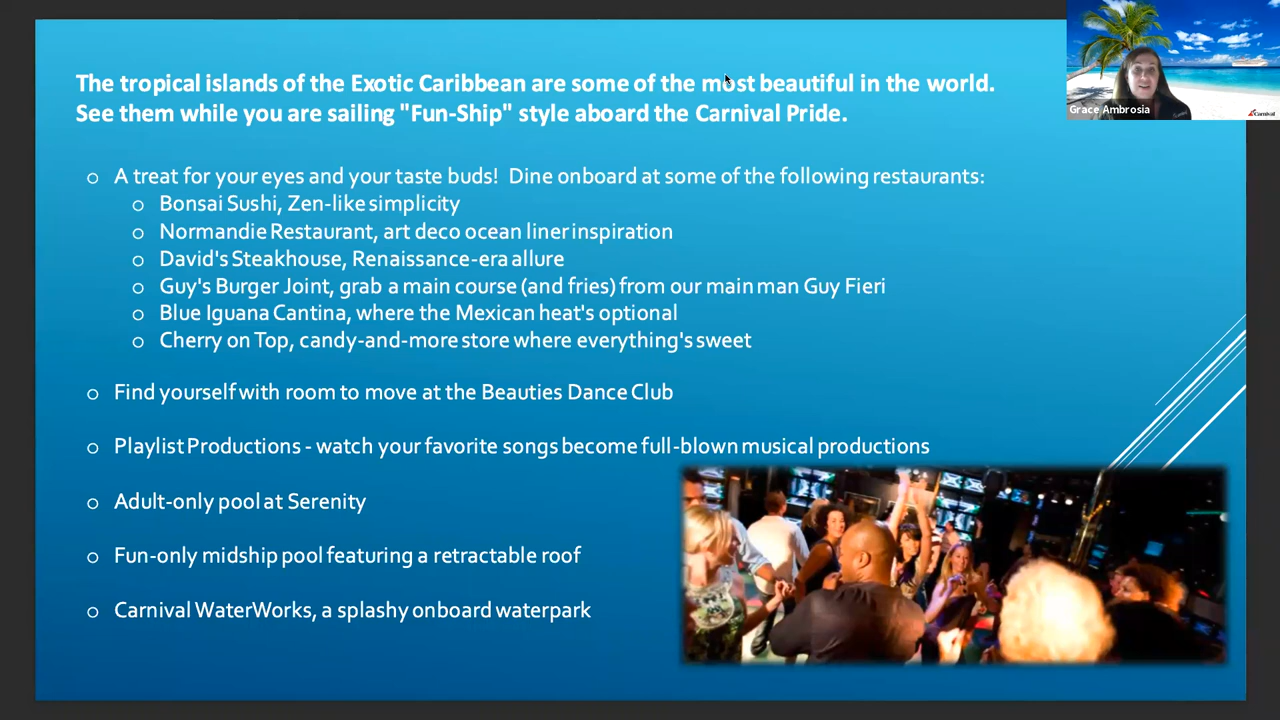 The tropical islands of the Exotic Caribbean are some of the most beautiful in the world.
See them while you are sailing "Fun-Ship" style aboard the Carnival Pride.
A treat for your eyes and your taste buds! Dine onboard at some of the following restaurants:
Bonsai Sushi, Zen-like simplicity
Normandie Restaurant, art deco ocean liner inspiration
David's Steakhouse, Renaissance-era allure
Guy's Burger Joint, grab a main course (and fries) from our main man Guy Fieri
Blue Iguana Cantina, where the Mexican heat's optional
Cherry on Top, candy-and-more store where everything's sweet
Find yourself with room to move at the Beauties Dance Club
Playlist Productions - watch your favorite songs become full-blown musical productions
Adult-only pool at Serenity
Fun-only midship pool featuring a retractable roof
Carnival WaterWorks, a splashy onboard waterpark
Grace Ambrosia
Carnival